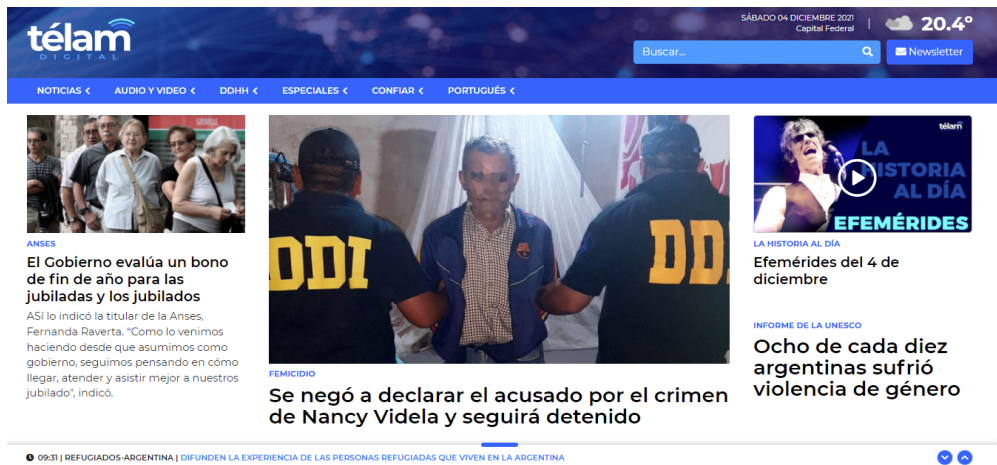 télam
DIGITAL
SÁBADO 04 DICIEMBRE 2021
Capital Federal
20.4º
Buscar...
Newsletter
NOTICIAS
AUDIO Y VIDEO
DDHH
ESPECIALES
CONFIAR
PORTUGUÉS
ANSES
El Gobierno evalúa un bono
de fin de año para las
jubiladas y los jubilados
ASí lo indicó la titular de la Anses,
Fernanda Raverta. “Como lo venimos
haciendo desde que asumimos como
gobierno, seguimos pensando en cómo
llegar, atender y asistir mejor a nuestros
jubilado”, indicó.
DDI
DD
FEMICIDIO
Se negó a declarar el acusado por el crimen
de Nancy Videla y seguirá detenido
télam
LA
HISTORIA
AL DÍA
EFEMÉRIDES
LA HISTORIA AL DÍA
Efemérides del 4 de
diciembre
INFORME DE LA UNESCO
Ocho de cada diez
argentinas sufrió
violencia de género
09:31 | REFUGIADOS-ARGENTINA | DIFUNDEN LA EXPERIENCIA DE LAS PERSONAS REFUGIADAS QUE VIVEN EN LA ARGENTINA